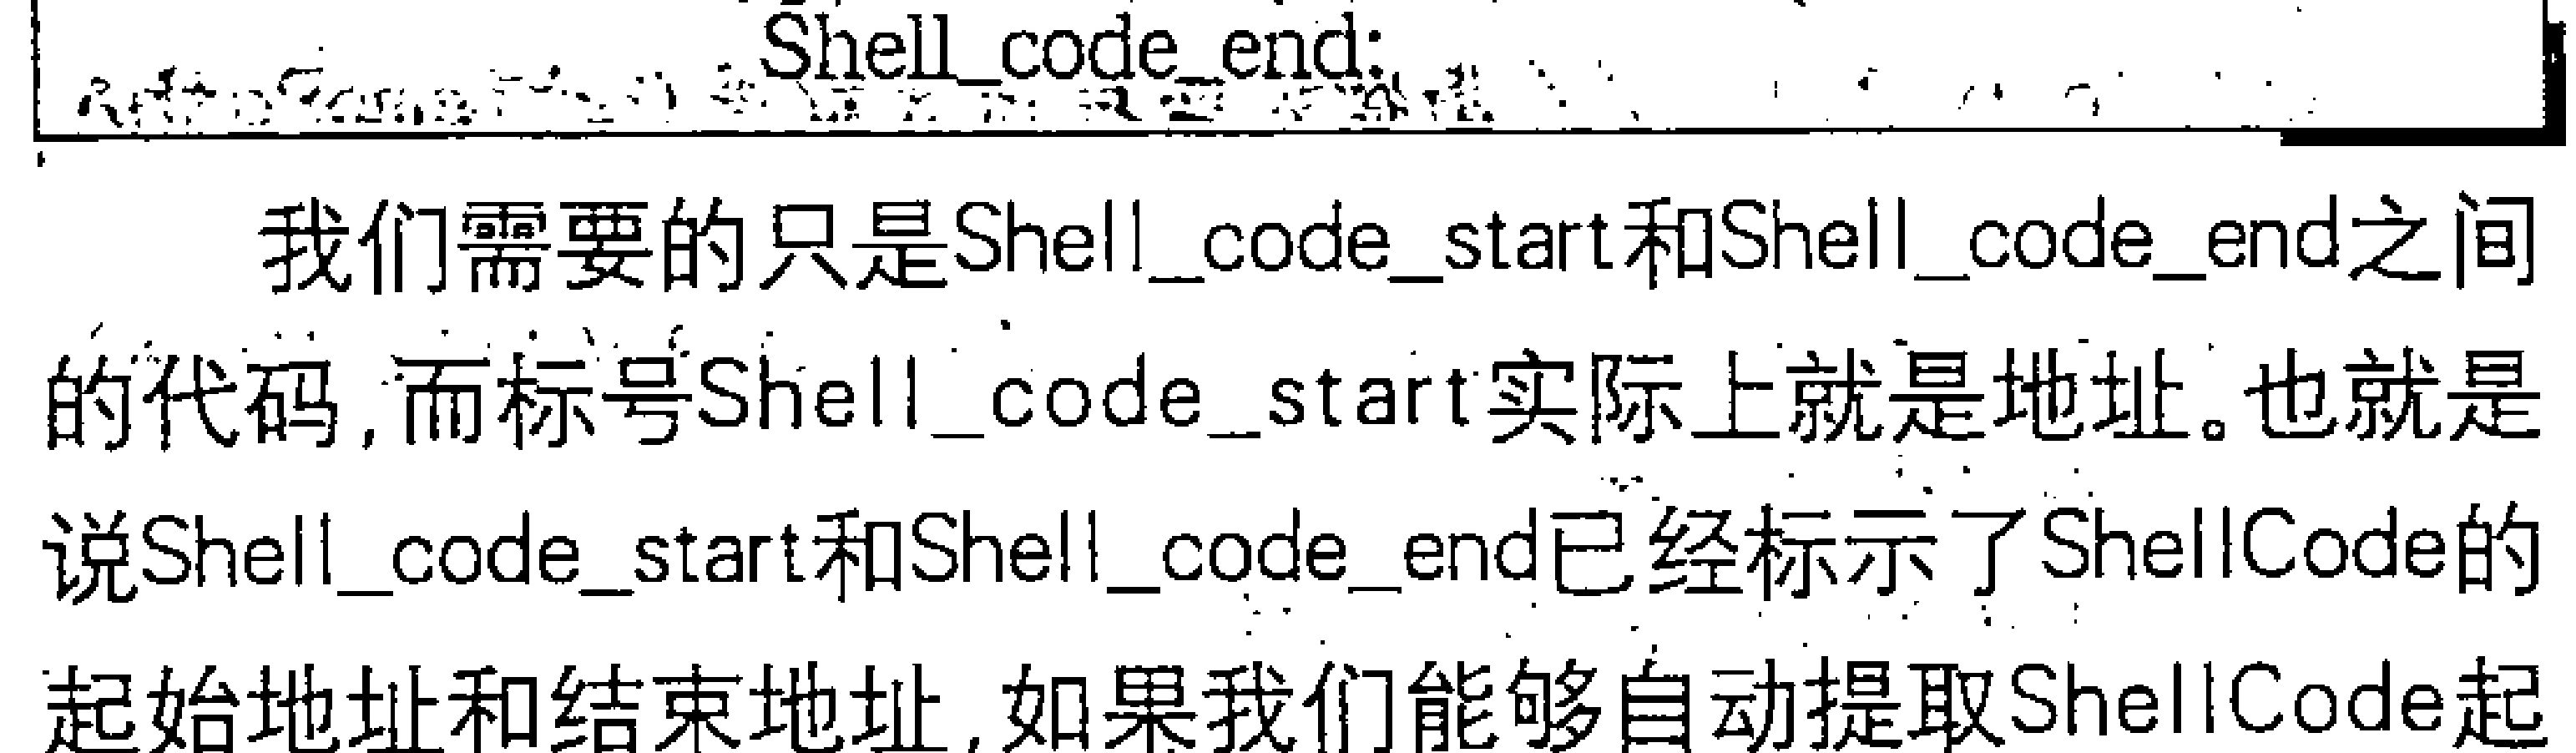 Shell_code_end:
我们需要的只是Shell_code_start和Shell_code_end之间
的代码,而标号Shell_code_start实际上就是地址。也就是
说Shell_code_start和Shell_code_end已经标示了ShellCode的
起始地址和结束地址,如果我们能够自动提取ShellCode起